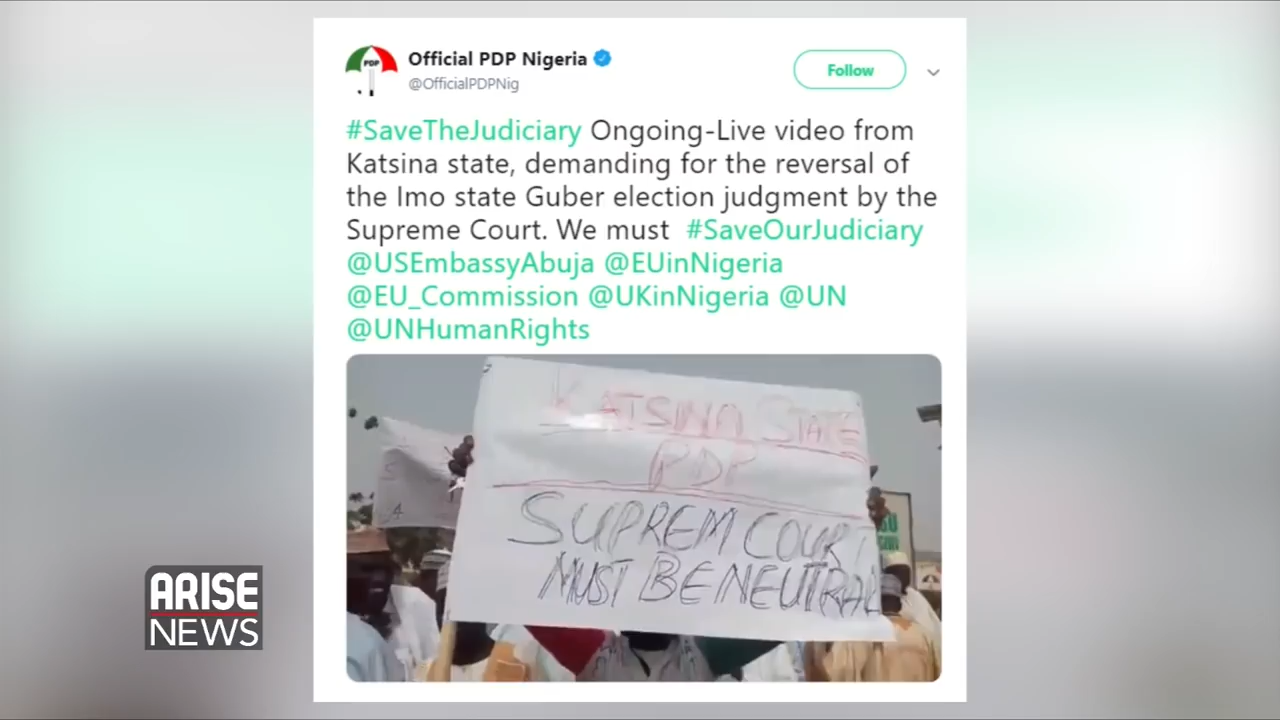 PDP
Official PDP Nigeria
@OfficialPDPNig
Follow
#SaveTheJudiciary Ongoing-Live video from
Katsina state, demanding for the reversal of
the Imo state Guber election judgment by the
Supreme Court. We must #SaveOurJudiciary
@USEmbassyAbuja @EUinNigeria
@EU_Commission @UKinNigeria @UN
@UNHumanRights
KATSINA STATE
PDP
SUPREM COURT
MUST BE NEUTRAL
ARISE
NEWS